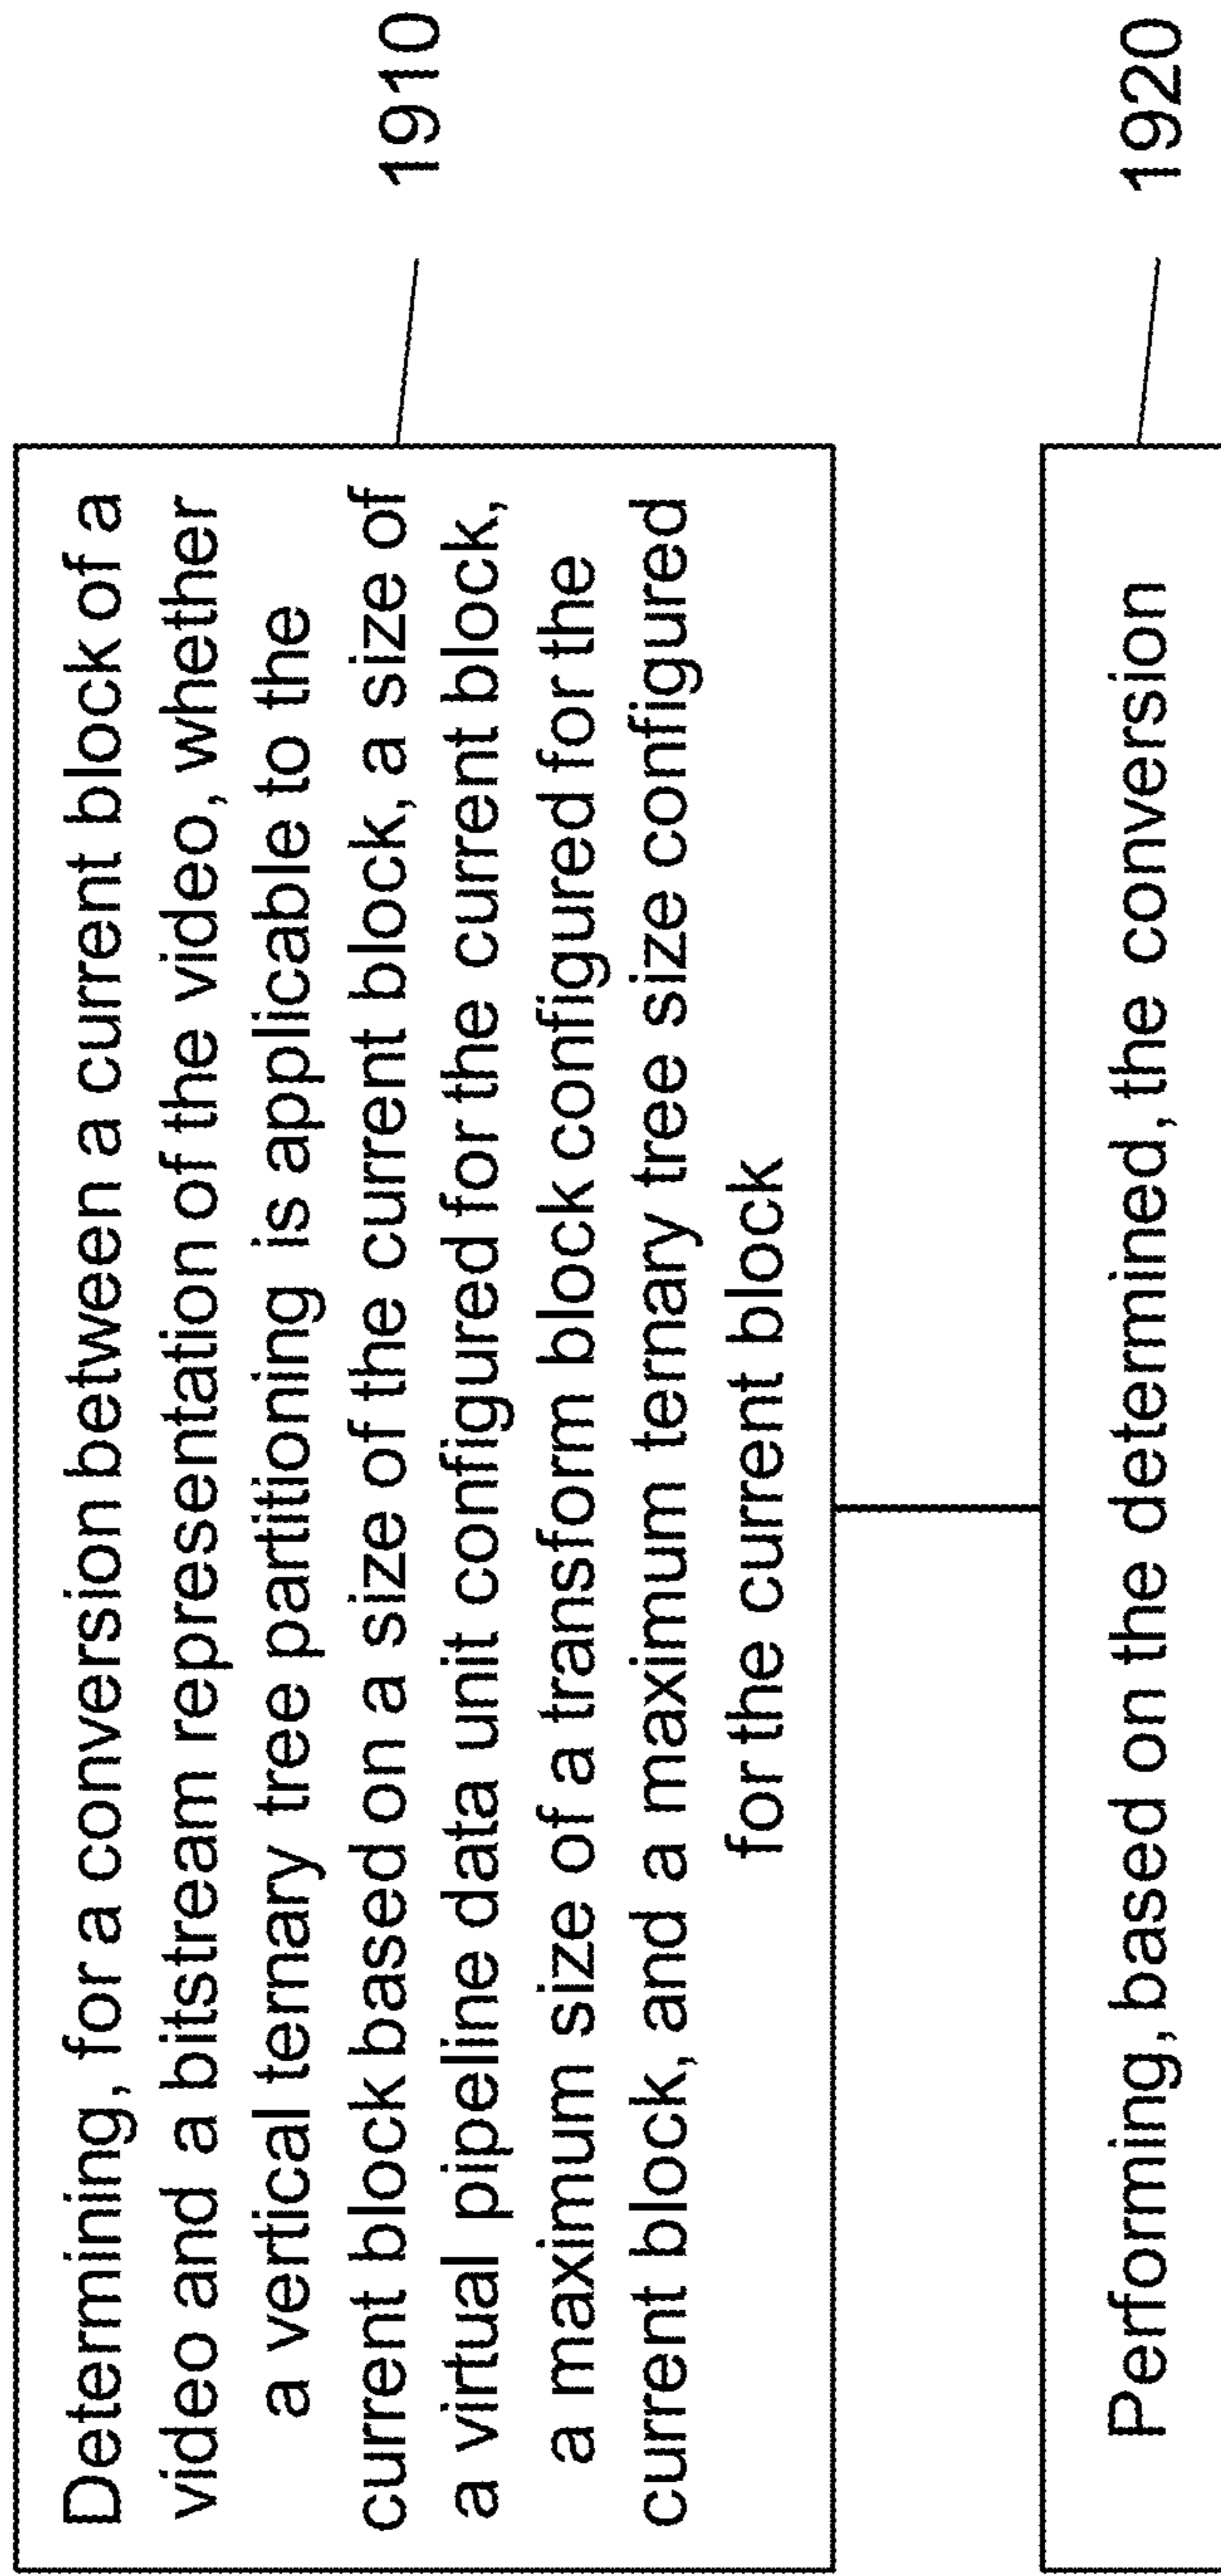 Determining, for a conversion between a current block of a
video and a bitstream representation of the video, whether
a vertical ternary tree partitioning is applicable to the
current block based on a size of the current block, a size of
a virtual pipeline data unit configured for the current block,
a maximum size of a transform block configured for the
current block, and a maximum ternary tree size configured
for the current block
1910
Performing, based on the determined, the conversion
1920